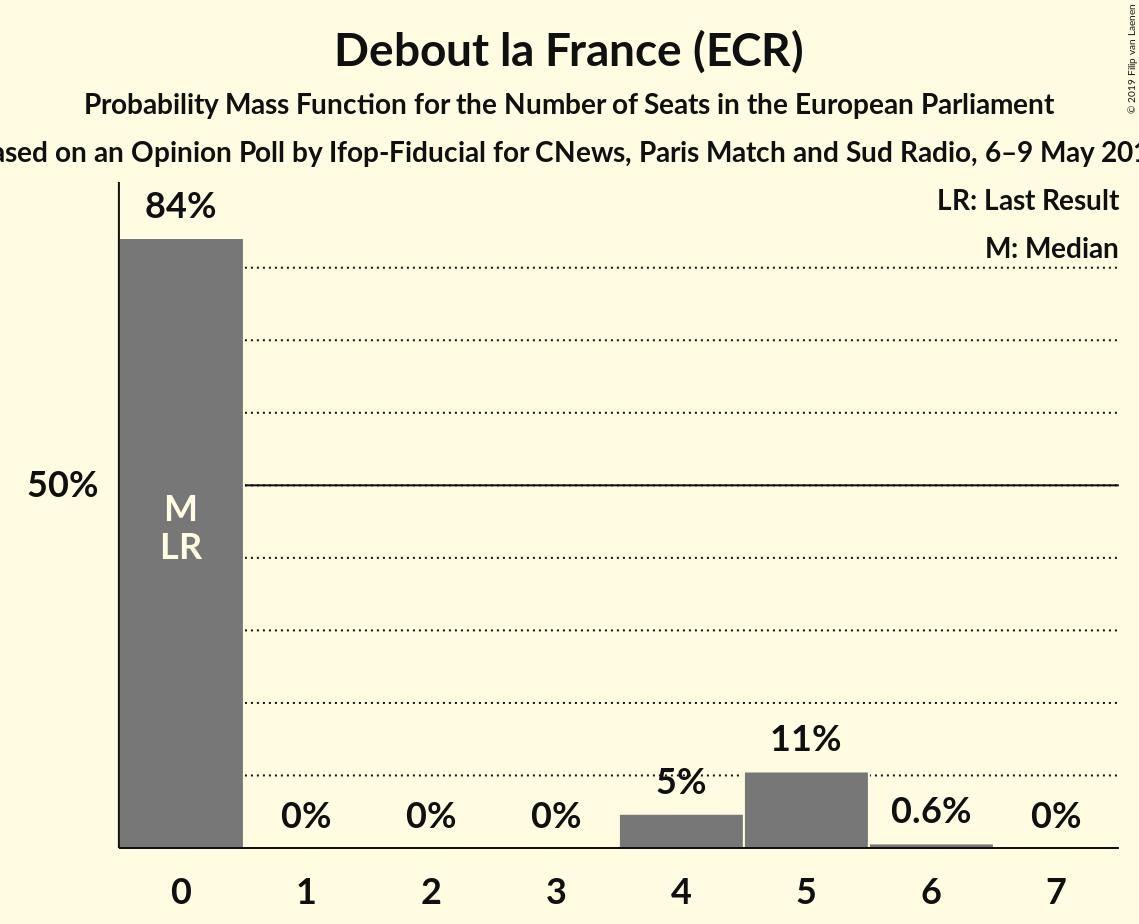 Debout la France (ECR)
Probability Mass Function for the Number of Seats in the European Parliament
on an Opinion Poll by Ifop-Fiducial for CNews, Paris Match and Sud Radio, 6–9 May
© 2019 Filip van Laenen
LR: Last Result
M: Median
84%
50%
M
LR
11%
5%
0% 0% 0% 0.6% 0%
0 1 2 3 4 5 6 7